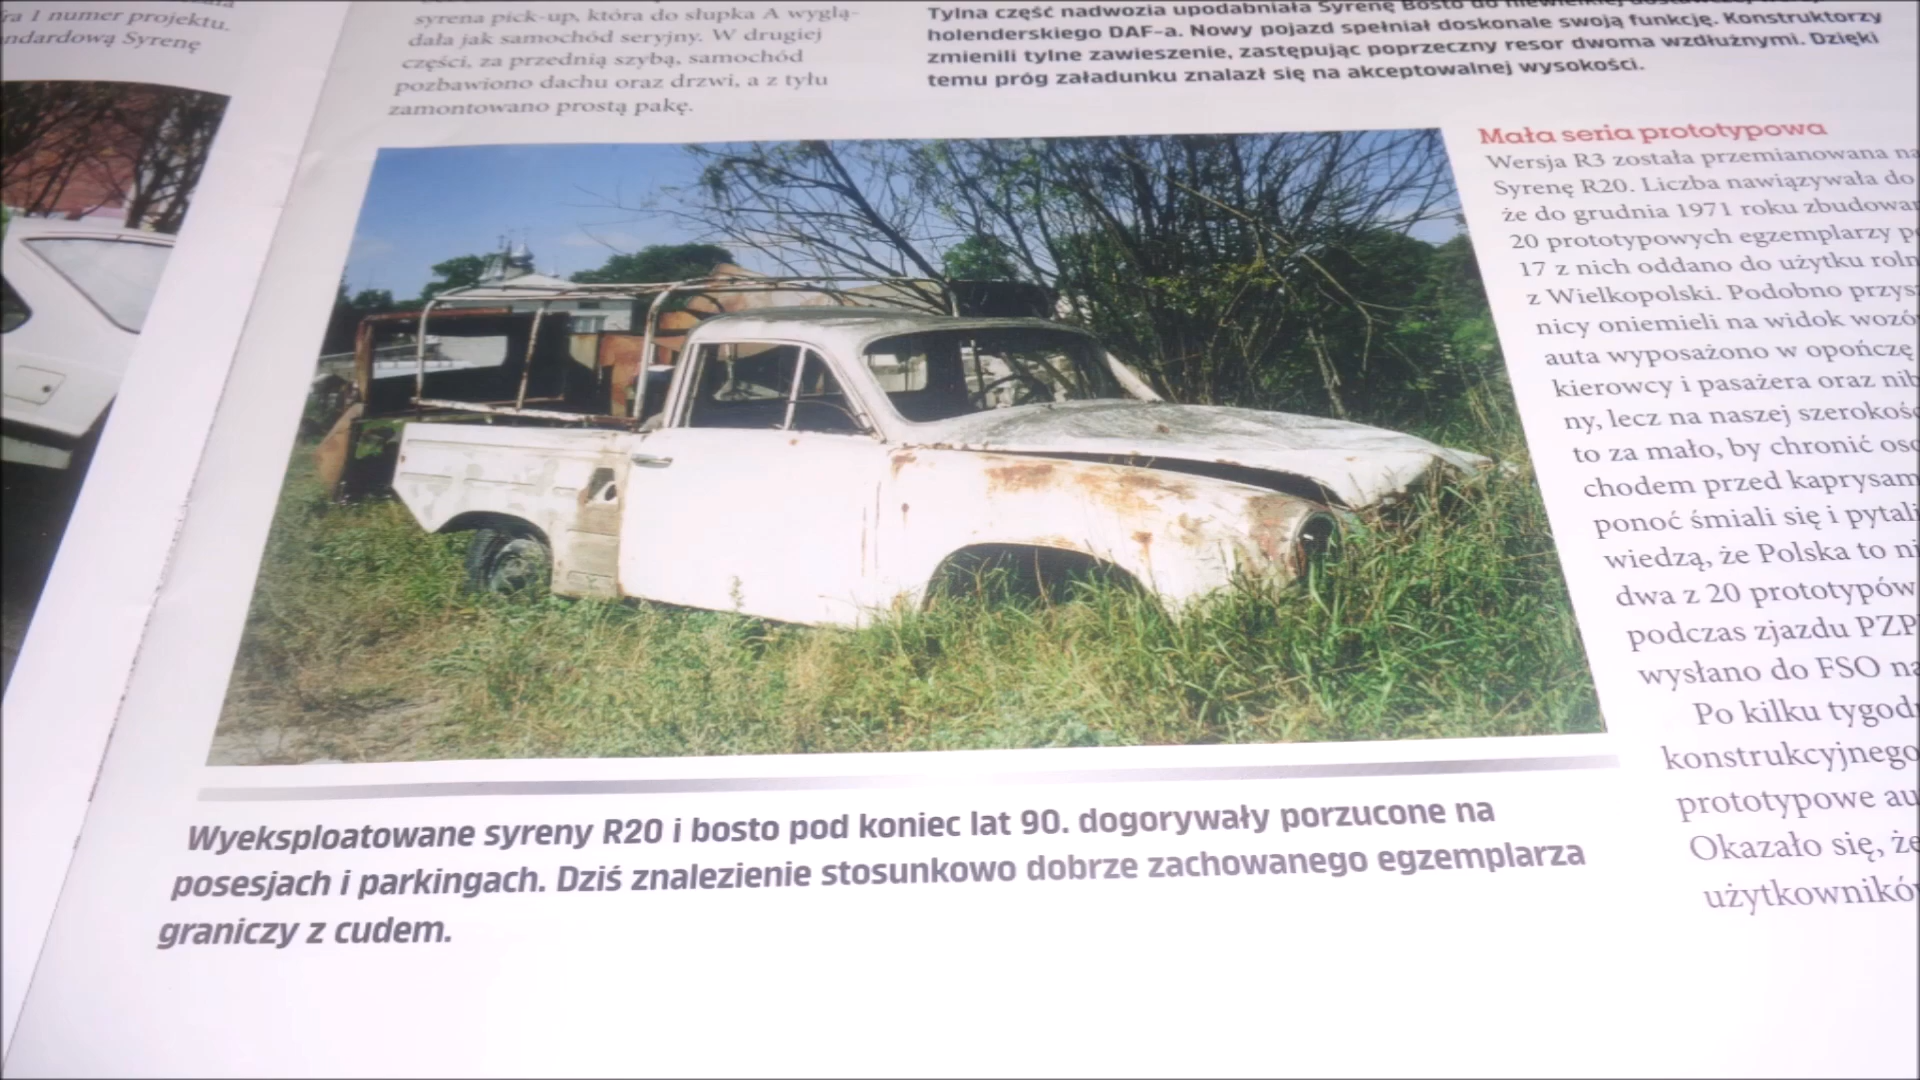 1 numer projektu.
Syrenę
syrena pick-up, która do słupka A wyglą-
dała jak samochód seryjny. W drugiej
części, za przednią szybą, samochód
pozbawiono dachu oraz drzwi, a z tyłu
zamontowano prostą pakę.
Tylna część nadwozia upodabniała Syrenę Bosto do niewielkiej
holenderskiego DAF-a. Nowy pojazd spełniał doskonale swoją funkcję. Konstruktorzy
zmienili tylne zawieszenie, zastępując poprzeczny resor dwoma wzdłużnymi. Dzięki
temu próg załadunku znalazł się na akceptowalnej wysokości.
Wyeksploatowane syreny R20 i bosto pod koniec lat 90. dogorywały porzucone na
posesjach i parkingach. Dziś znalezienie stosunkowo dobrze zachowanego egzemplarza
graniczy z cudem.
Mała seria prototypowa
Wersja R3 została przemianowana na
Syrenę R20. Liczba nawiązywała do
że do grudnia 1971 roku zbudowa
20 prototypowych egzemplarzy p
17 z nich oddano do użytku roln
z Wielkopolski. Podobno przys
nicy oniemieli na widok wozó
auta wyposażono w opończę
kierowcy i pasażera oraz nib
ny, lecz na naszej szerokoś
to za mało, by chronić oso
chodem przed kaprysam
ponoć śmiali się i pytali
wiedzą, że Polska to ni
dwa z 20 prototypów
podczas zjazdu PZP
wysłano do FSO na
Po kilku tygod
konstrukcyjnego
prototypowe au
Okazało się, że
użytkownikó